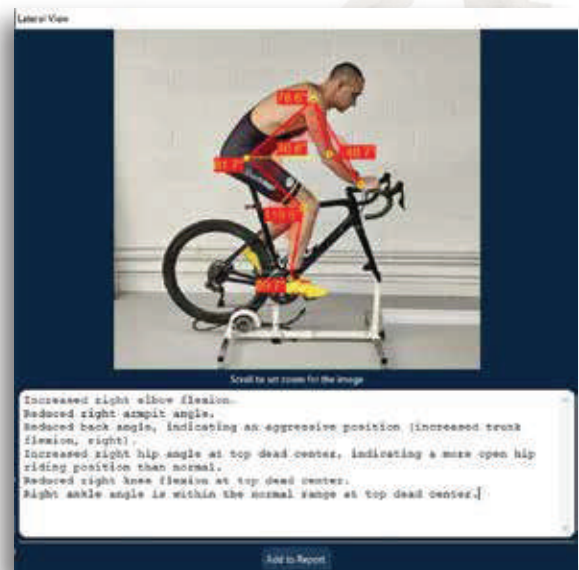 Lateral View
Scroll to set zoom for the image
Increased right elbow flexion.
Reduced right armpit angle.
Reduced back angle, indicating an aggressive position (increased trunk
flexion, right).
Increased right hip angle at top dead center, indicating a more open hip
riding position than normal.
Reduced right knee flexion at top dead center.
Right ankle angle is within the normal range at top dead center.
Add to Report